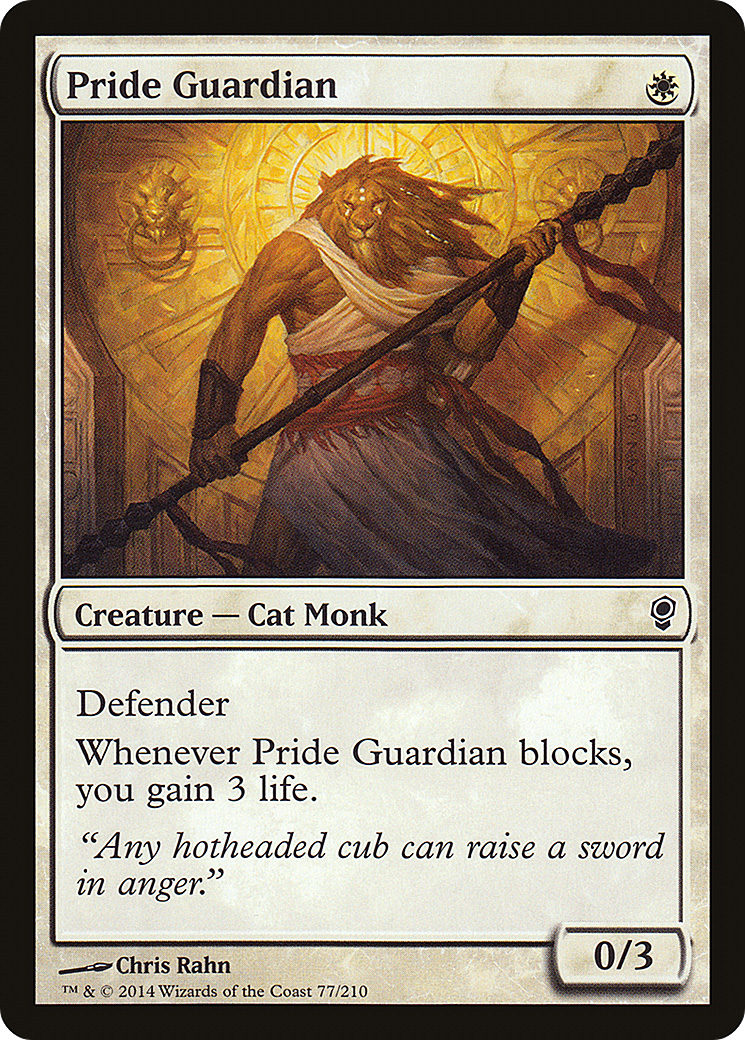 Pride Guardian
Creature — Cat Monk
Defender
Whenever Pride Guardian blocks,
you gain 3 life.
“Any hotheaded cub can raise a sword
in anger.”
0/3
Chris Rahn
™ & © 2014 Wizards of the Coast 77/210